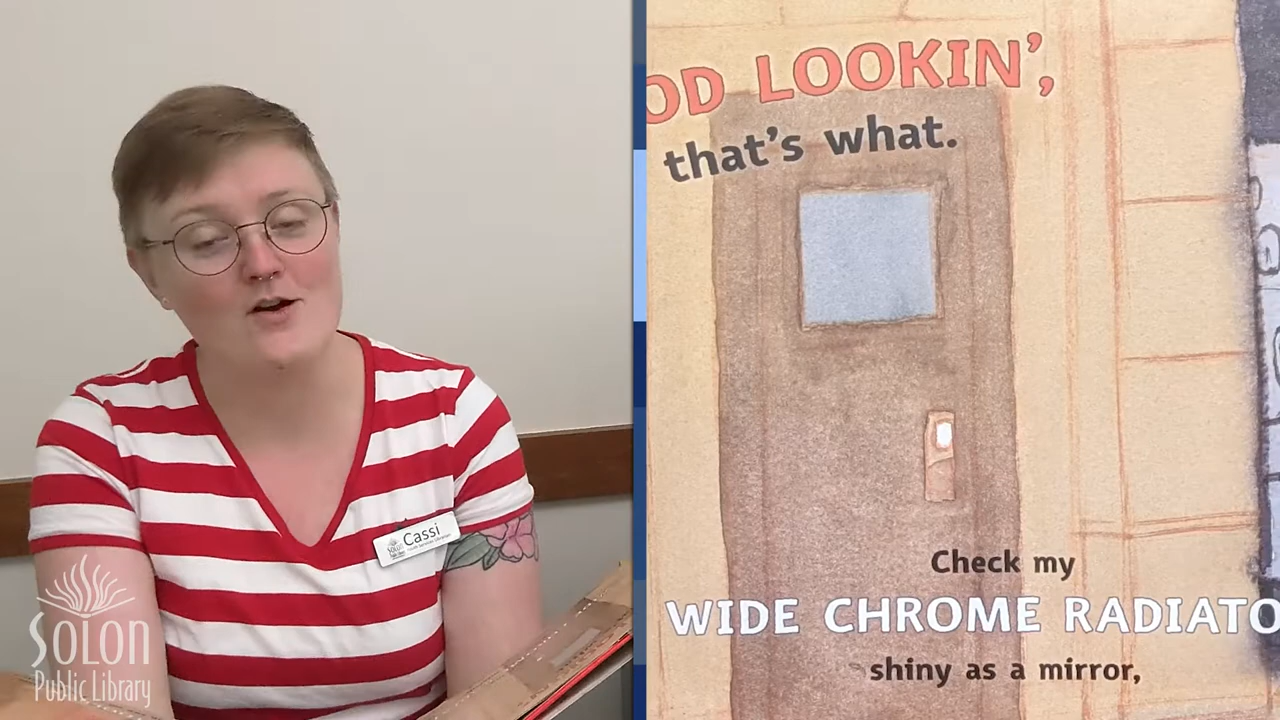 OD LOOKIN',
that's what.
Check my
WIDE CHROME RADIATO
shiny as a mirror,
Cassi
SOLON
Public Library